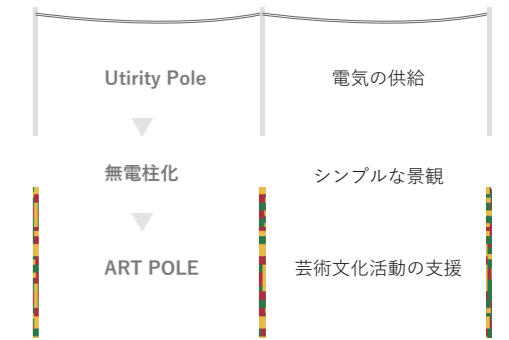 Utirity Pole
電気の供給
無電柱化
シンプルな景観
ART POLE
芸術文化活動の支援